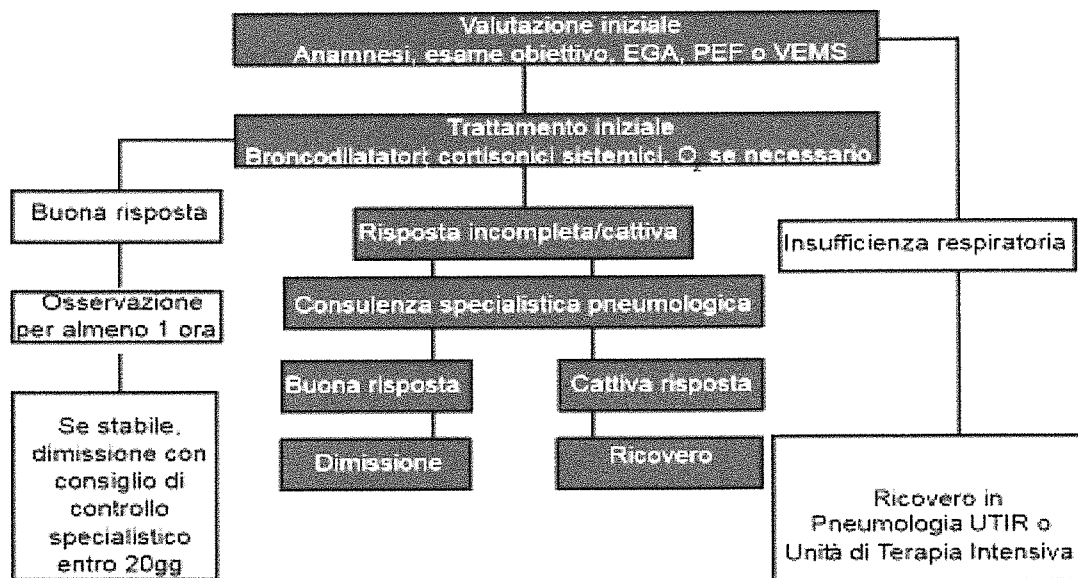 Valutazione iniziale
Anamnesi, esame obiettivo, EGA, PEF o VEMS
Trattamento iniziale
Broncodilatatori, cortisonici sistemici, O₂ se necessario
Buona risposta
Risposta incompleta/cattiva
Insufficienza respiratoria
Osservazione
per almeno 1 ora
Consulenza specialistica pneumologica
Buona risposta
Cattiva risposta
Se stabile,
dimissione con
consiglio di
controllo
specialistico
entro 20gg
Dimissione
Ricovero
Ricovero in
Pneumologia UTIR o
Unità di Terapia Intensiva